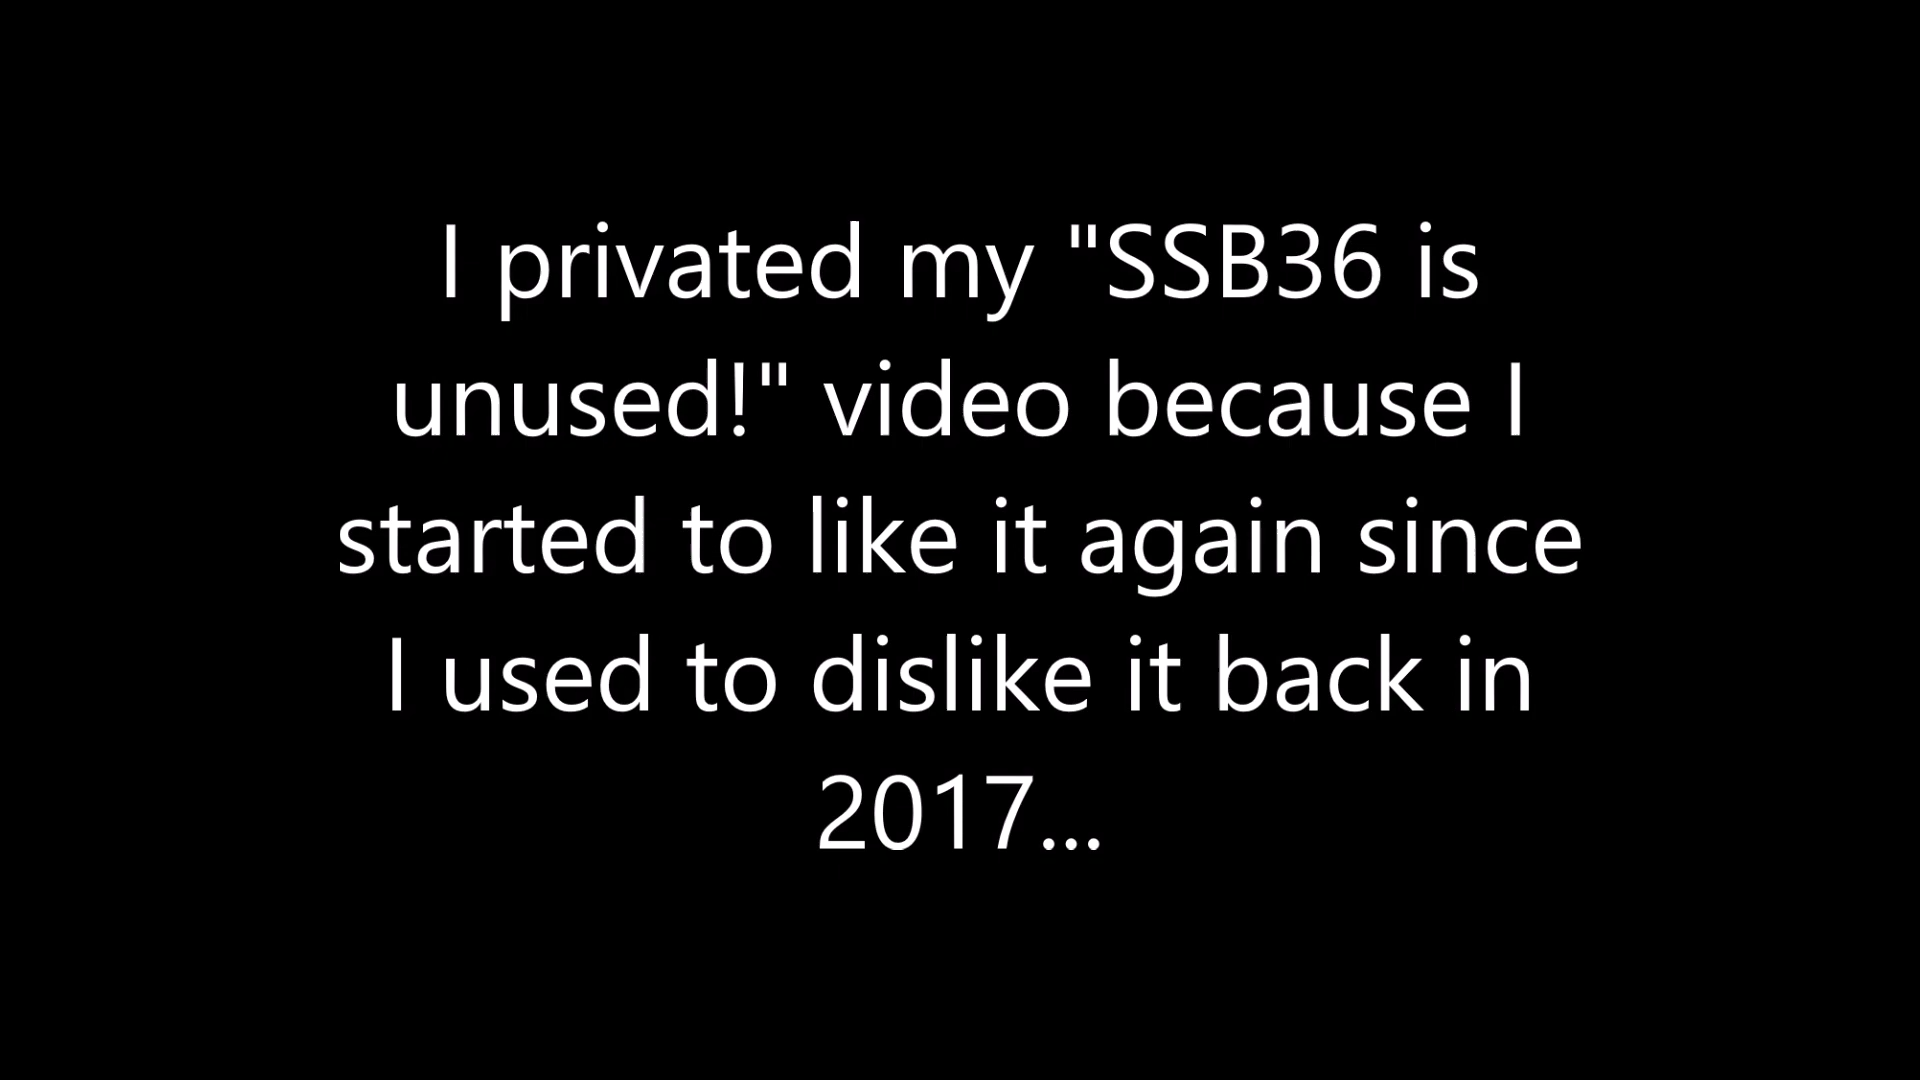 I privated my "SSB36 is
unused!" video because I
started to like it again since
I used to dislike it back in
2017...